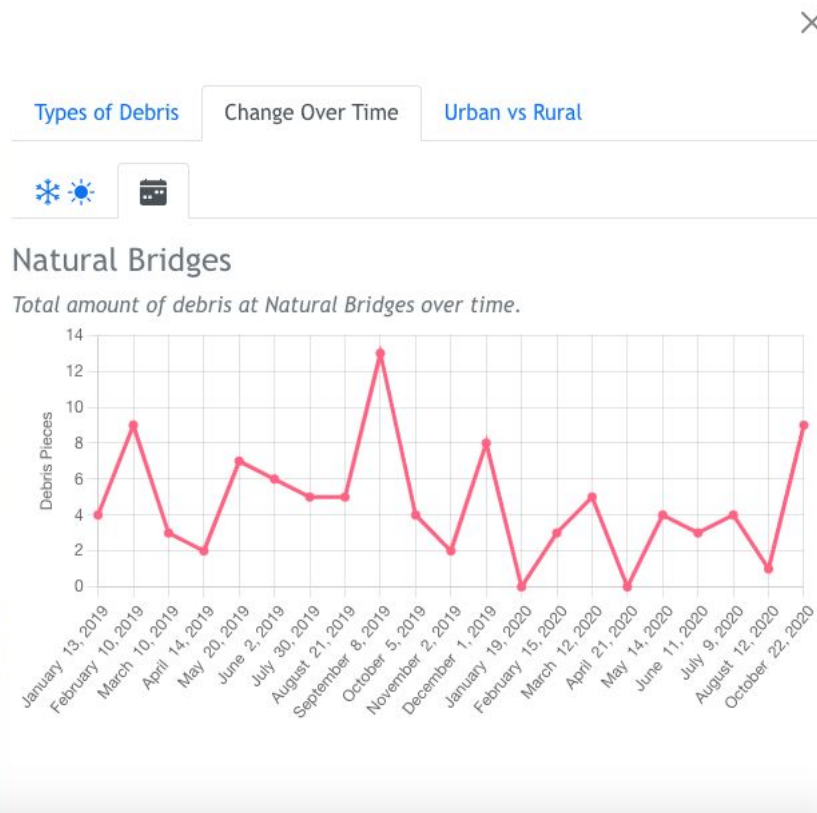 Types of Debris
Change Over Time
Urban vs Rural
Natural Bridges
Total amount of debris at Natural Bridges over time.
14
12
10
8
6
4
2
0
Debris Pieces
January 13, 2019
February 10, 2019
March 10, 2019
April 14, 2019
May 20, 2019
June 2, 2019
July 30, 2019
August 21, 2019
September 8, 2019
October 5, 2019
November 2, 2019
December 1, 2019
January 19, 2020
February 15, 2020
March 12, 2020
April 21, 2020
May 14, 2020
June 11, 2020
July 9, 2020
August 12, 2020
October 22, 2020